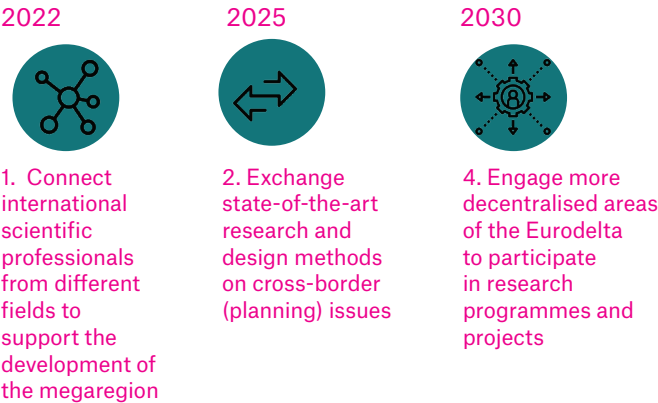 2022
1. Connect
international
scientific
professionals
from different
fields to
support the
development of
the megaregion
2025
2. Exchange
state-of-the-art
research and
design methods
on cross-border
(planning) issues
2030
4. Engage more
decentralised areas
of the Eurodelta
to participate
in research
programmes and
projects